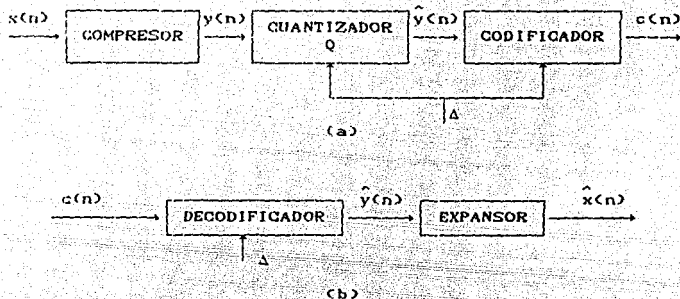 x(n) COMPRESOR y(n) CUANTIZADOR Q ŷ(n) CODIFICADOR c(n)
Δ
(a)
c(n) DECODIFICADOR ŷ(n) EXPANSOR x̂(n)
Δ
(b)